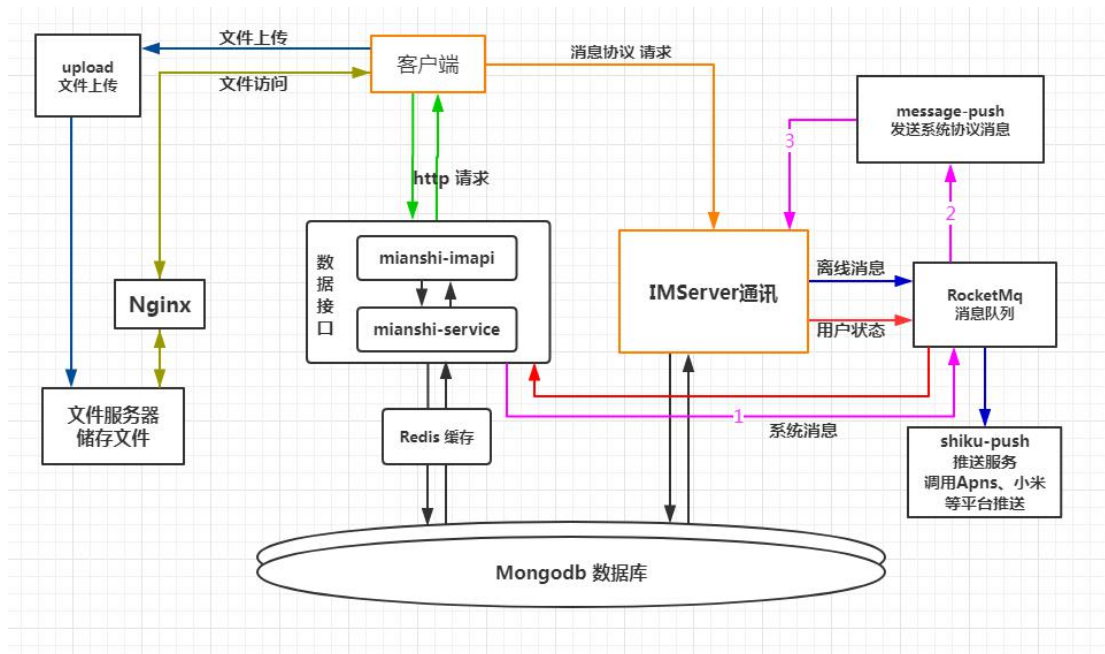 文件上传
客户端
消息协议 请求
upload
文件上传
文件访问
message-push
发送系统协议消息
3
http 请求
2
数据接口
mianshi-imapi
mianshi-service
IMServer通讯
离线消息
用户状态
RocketMq
消息队列
Nginx
文件服务器
储存文件
Redis 缓存
1
系统消息
shiku-push
推送服务
调用Apns、小米
等平台推送
Mongodb 数据库